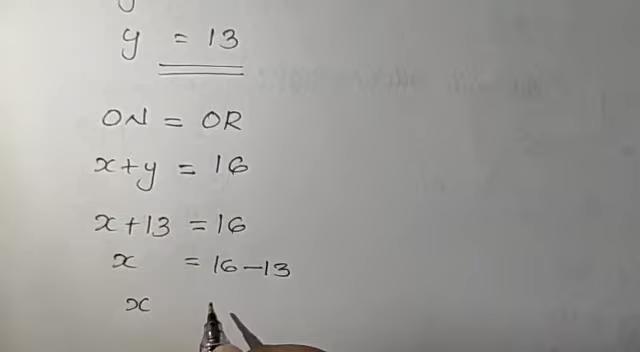 y = 13
ON = OR
x+y = 16
x+13 = 16
x = 16-13
x